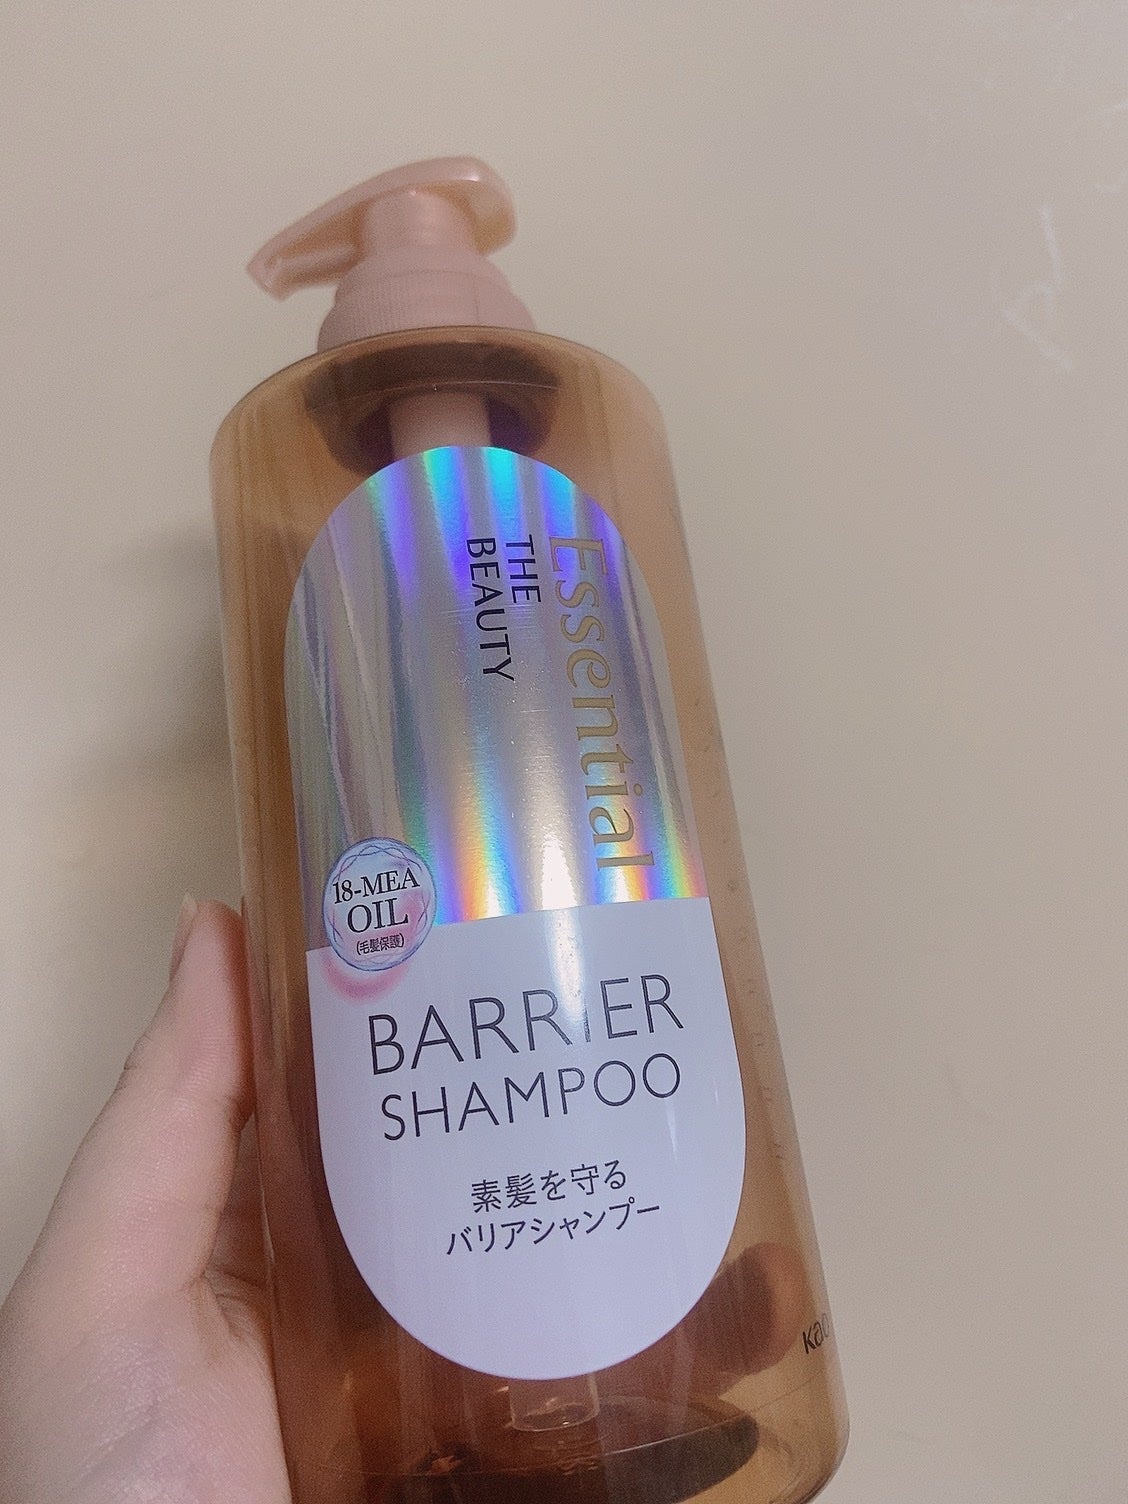 Essential
THE
BEAUTY
18-MEA
OIL
(毛髪保護)
BARRIER
SHAMPOO
素髪を守る
バリアシャンプー
Kao